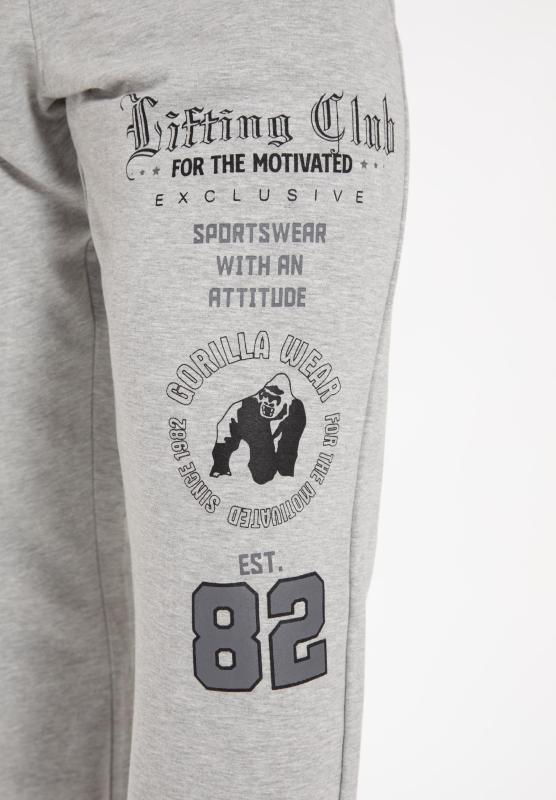 Lifting Club
FOR THE MOTIVATED
EXCLUSIVE
SPORTSWEAR
WITH AN
ATTITUDE
GORILLA WEAR
FOR THE MOTIVATED
SINCE 1982
EST.
82